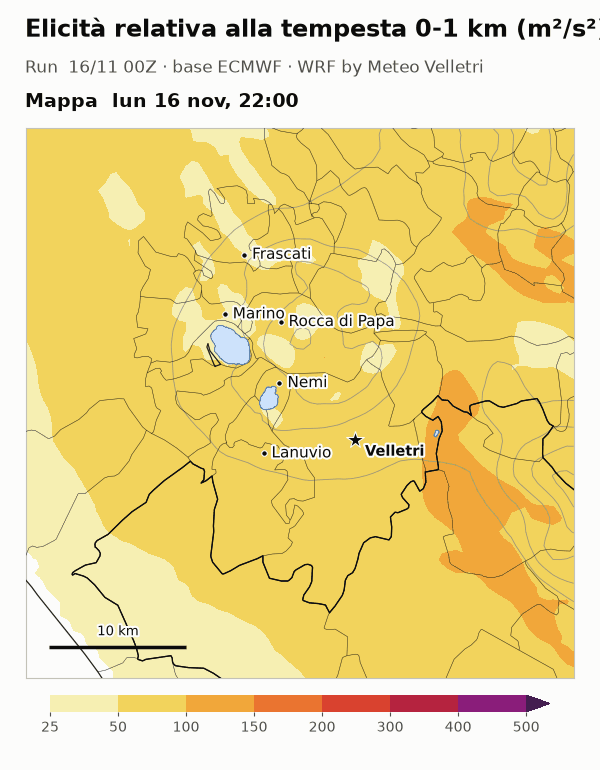 Elicità relativa alla tempesta 0-1 km (m²/s²)
Run  16/11 00Z · base ECMWF · WRF by Meteo Velletri
Mappa  lun 16 nov, 22:00
Frascati
Marino
Rocca di Papa
Nemi
Velletri
Lanuvio
10 km
25 50 100 150 200 300 400 500